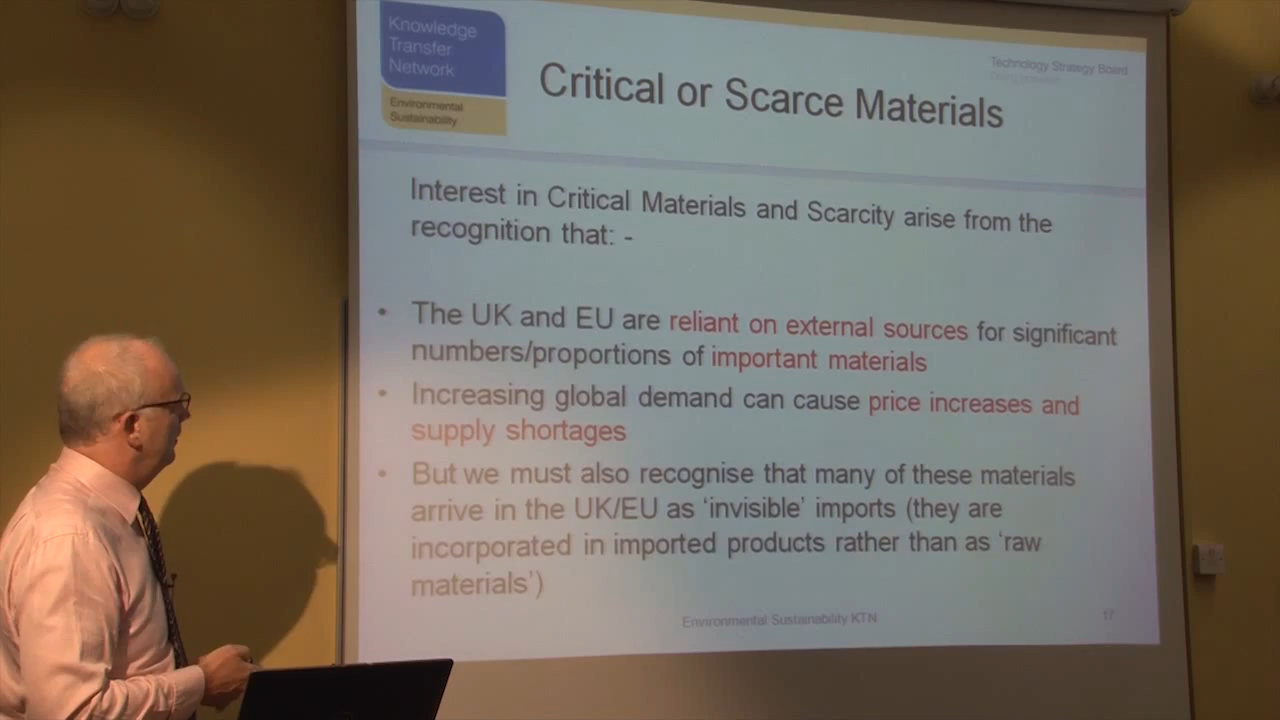 Knowledge
Transfer
Network
Environmental
Sustainability
Technology Strategy Board
Critical or Scarce Materials
Interest in Critical Materials and Scarcity arise from the
recognition that: -
• The UK and EU are reliant on external sources for significant
numbers/proportions of important materials
• Increasing global demand can cause price increases and
supply shortages
• But we must also recognise that many of these materials
arrive in the UK/EU as ‘invisible’ imports (they are
incorporated in imported products rather than as ‘raw
materials’)
Environmental Sustainability KTN
17